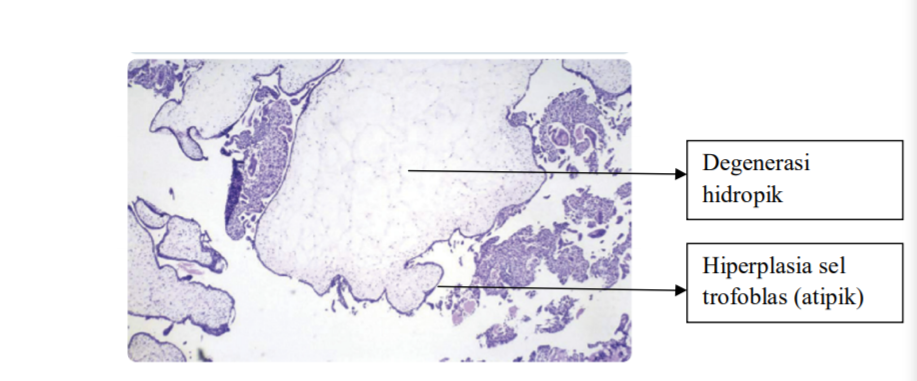 Degenerasi
hidropik
Hiperplasia sel
trofoblas (atipik)